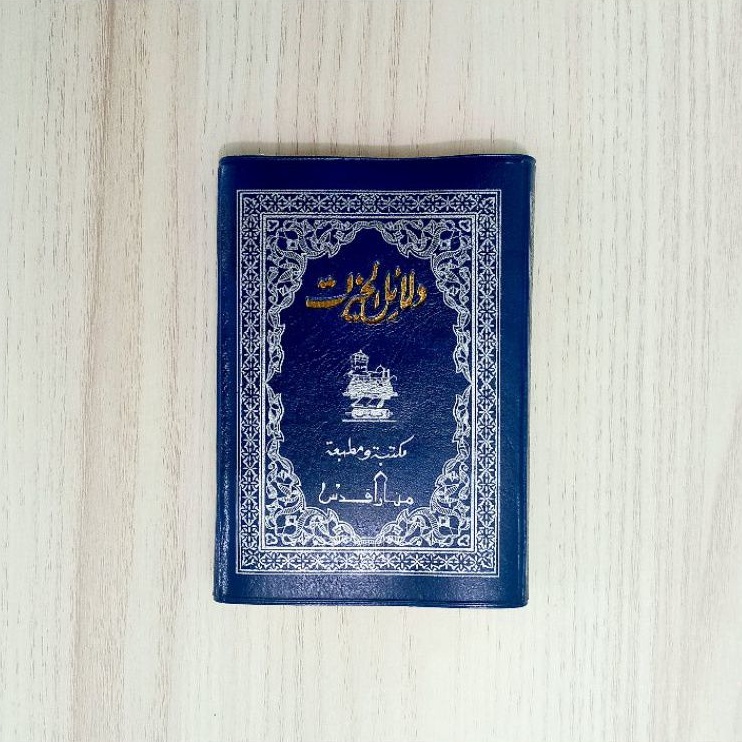 دلائل الخيرات
مكتبة ومطبعة
منارا قدس